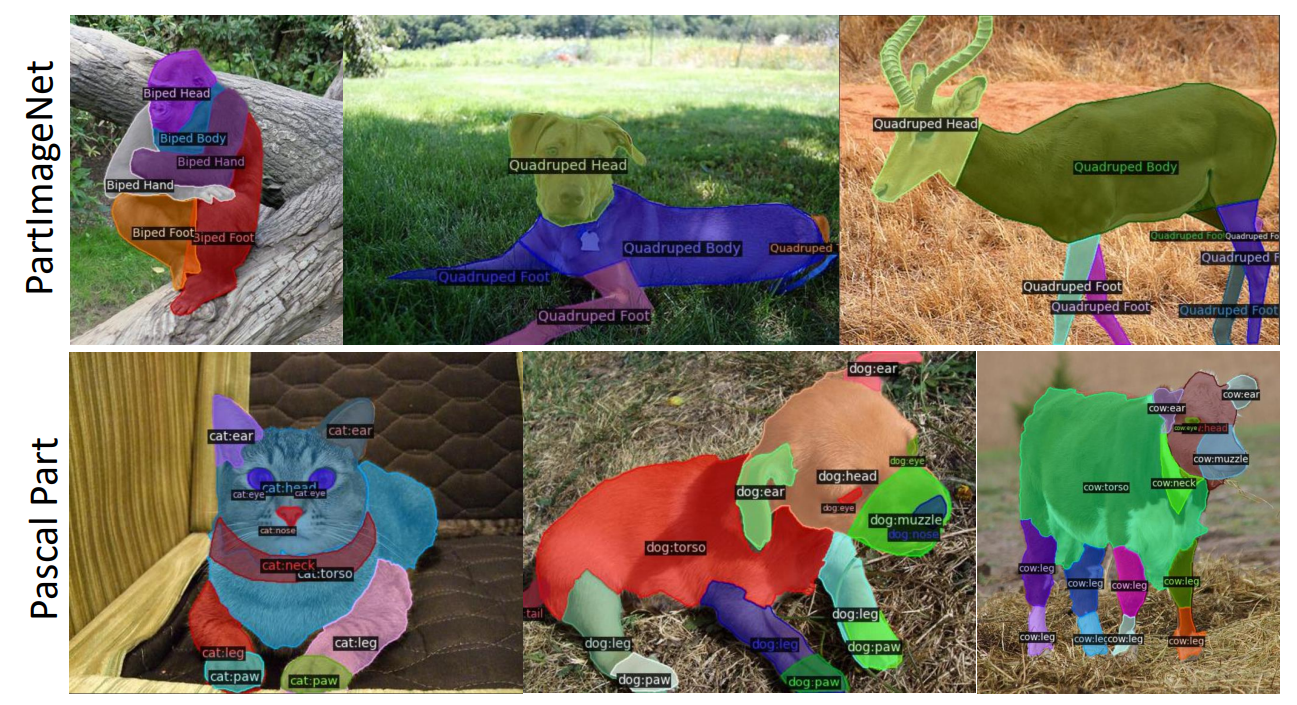 PartImageNet
Biped Head
Biped Body
Biped Hand
Biped Hand
Biped Foot
Biped Foot
Quadruped Head
Quadruped Body
Quadruped
Quadruped Foot
Quadruped Foot
Quadruped Head
Quadruped Body
Quadruped Foo
Quadruped Fo
Quadruped F
Quadruped Foot
Quadruped Foot
Quadruped Foot
Pascal Part
cat:ear
cat:ear
cat:head
cat:eye
cat:eye
cat:nose
cat:neck
cat:torso
cat:leg
cat:leg
cat:paw
cat:paw
dog:ear
dog:eye
dog:head
dog:ear
dog:eye
dog:muzzle
dog:nose
dog:torso
:tail
dog:leg
dog:leg
dog:leg
dog:paw
dog:paw
dog:paw
cow:ear
cow:ear
cow:eye
:head
cow:muzzle
cow:neck
cow:torso
cow:leg
cow:leg
cow:leg
cow:leg
cow:leg
cow:leg
cow:leg
cow:leg